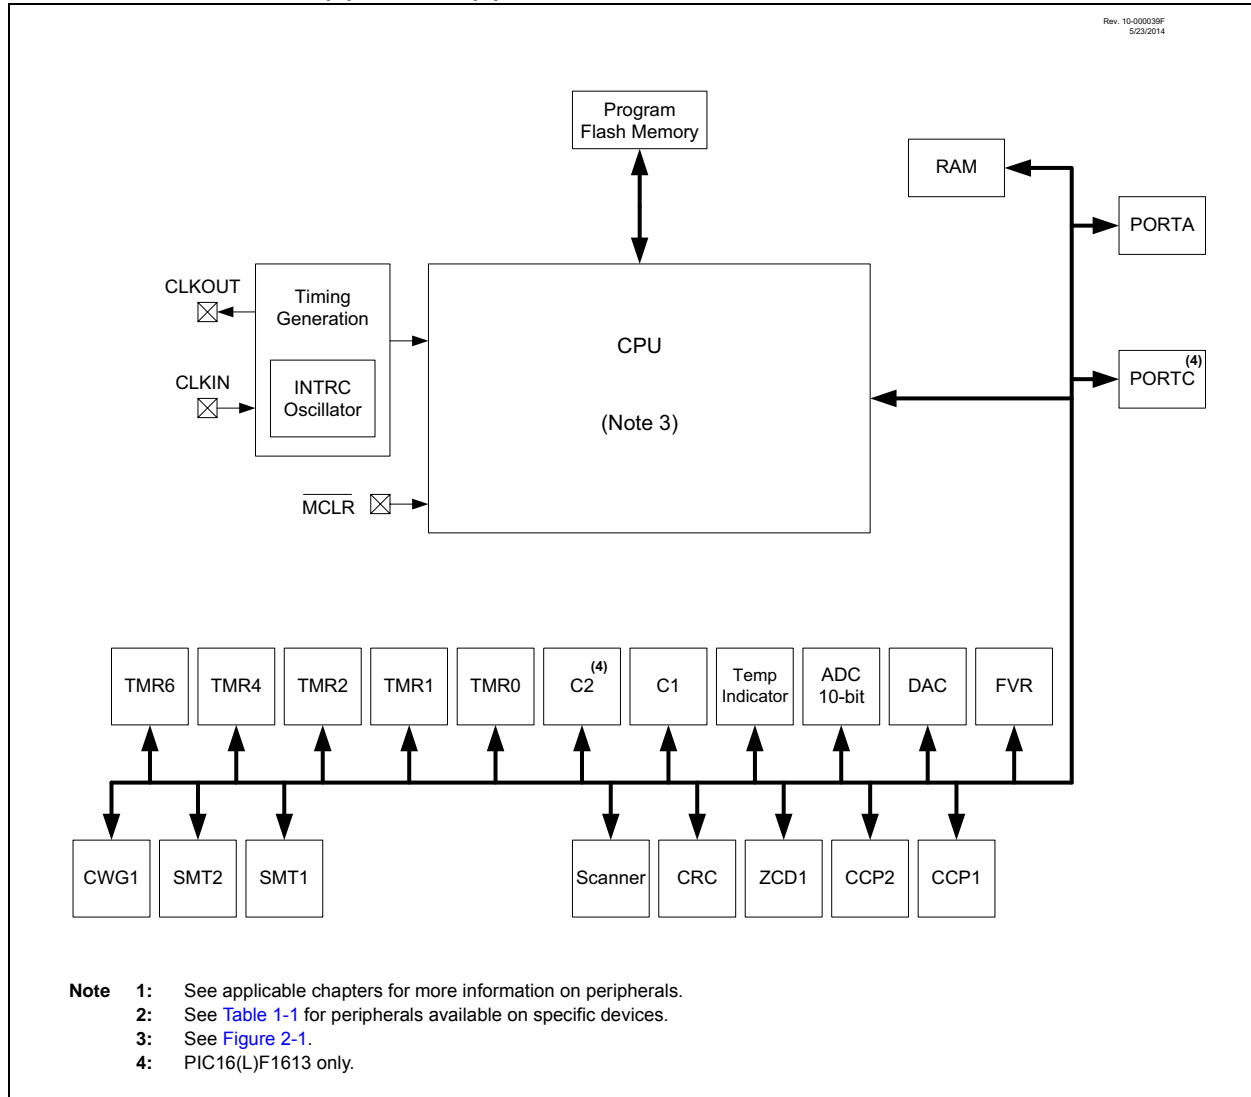 Rev. 10-000039F
5/23/2014
Program
Flash Memory
RAM
PORTA
CLKOUT
Timing
Generation
CPU
PORTC (4)
CLKIN
INTRC
Oscillator
(Note 3)
MCLR
TMR6
TMR4
TMR2
TMR1
TMR0
C2 (4)
C1
Temp
Indicator
ADC
10-bit
DAC
FVR
CWG1
SMT2
SMT1
Scanner
CRC
ZCD1
CCP2
CCP1
Note 1: See applicable chapters for more information on peripherals.
2: See Table 1-1 for peripherals available on specific devices.
3: See Figure 2-1.
4: PIC16(L)F1613 only.